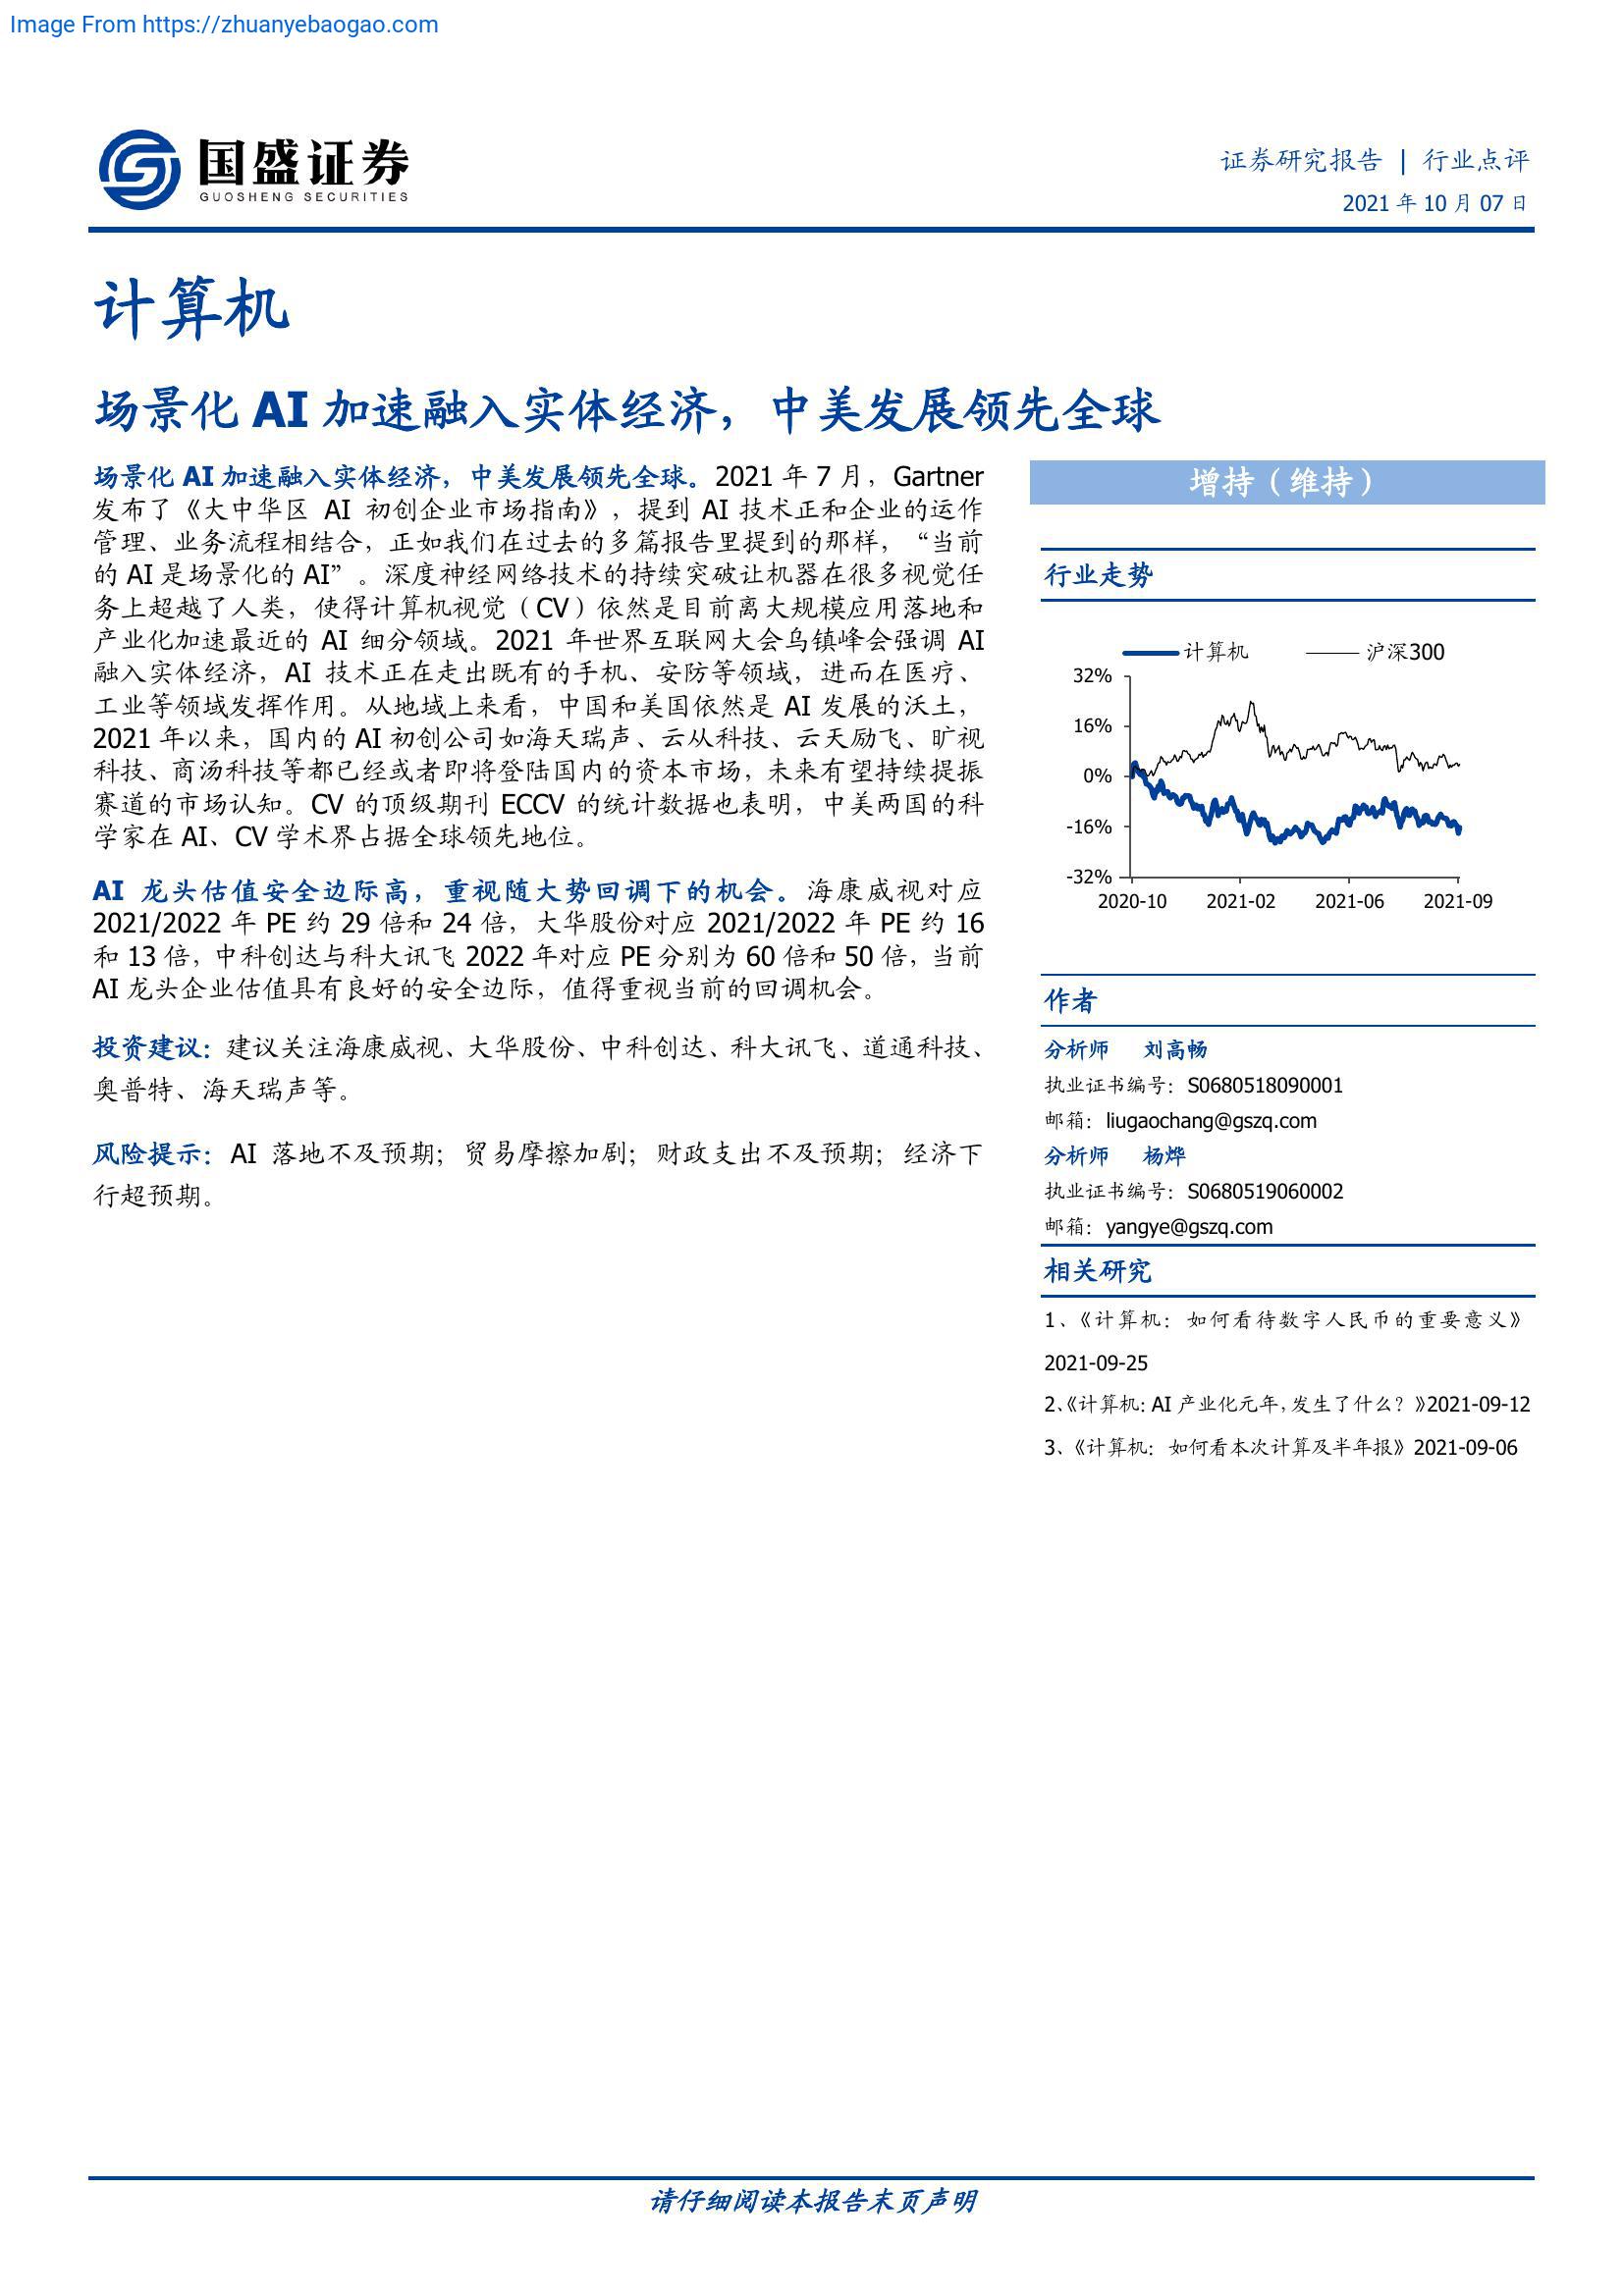 Image From https://zhuanyebaogao.com
国盛证券
GUOSHENG SECURITIES
证券研究报告 | 行业点评
2021 年 10 月 07 日
计算机
场景化 AI 加速融入实体经济，中美发展领先全球
场景化 AI 加速融入实体经济，中美发展领先全球。2021 年 7 月，Gartner
发布了《大中华区 AI 初创企业市场指南》，提到 AI 技术正和企业的运作
管理、业务流程相结合，正如我们在过去的多篇报告里提到的那样，“当前
的 AI 是场景化的 AI”。深度神经网络技术的持续突破让机器在很多视觉任
务上超越了人类，使得计算机视觉（CV）依然是目前离大规模应用落地和
产业化加速最近的 AI 细分领域。2021 年世界互联网大会乌镇峰会强调 AI
融入实体经济，AI 技术正在走出既有的手机、安防等领域，进而在医疗、
工业等领域发挥作用。从地域上来看，中国和美国依然是 AI 发展的沃土，
2021 年以来，国内的 AI 初创公司如海天瑞声、云从科技、云天励飞、旷视
科技、商汤科技等都已经或者即将登陆国内的资本市场，未来有望持续提振
赛道的市场认知。CV 的顶级期刊 ECCV 的统计数据也表明，中美两国的科
学家在 AI、CV 学术界占据全球领先地位。
AI 龙头估值安全边际高，重视随大势回调下的机会。海康威视对应
2021/2022 年 PE 约 29 倍和 24 倍，大华股份对应 2021/2022 年 PE 约 16
和 13 倍，中科创达与科大讯飞 2022 年对应 PE 分别为 60 倍和 50 倍，当前
AI 龙头企业估值具有良好的安全边际，值得重视当前的回调机会。
投资建议：建议关注海康威视、大华股份、中科创达、科大讯飞、道通科技、
奥普特、海天瑞声等。
风险提示：AI 落地不及预期；贸易摩擦加剧；财政支出不及预期；经济下
行超预期。
增持（维持）
行业走势
计算机 沪深300
32%
16%
0%
-16%
-32%
2020-10 2021-02 2021-06 2021-09
作者
分析师 刘高畅
执业证书编号：S0680518090001
邮箱：liugaochang@gszq.com
分析师 杨烨
执业证书编号：S0680519060002
邮箱：yangye@gszq.com
相关研究
1、《计算机：如何看待数字人民币的重要意义》
2021-09-25
2、《计算机：AI 产业化元年，发生了什么？》2021-09-12
3、《计算机：如何看本次计算及半年报》2021-09-06
请仔细阅读本报告末页声明